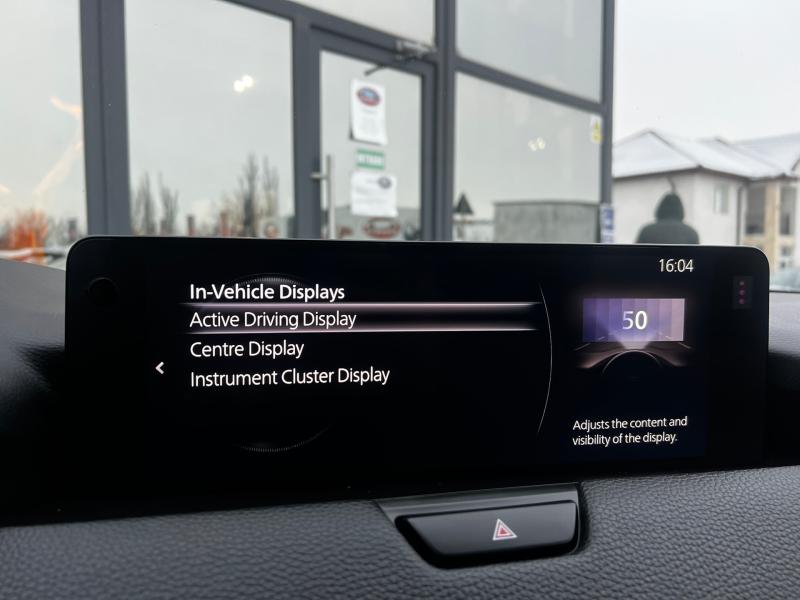 16:04
In-Vehicle Displays
Active Driving Display
Centre Display
Instrument Cluster Display
50
Adjusts the content and
visibility of the display.